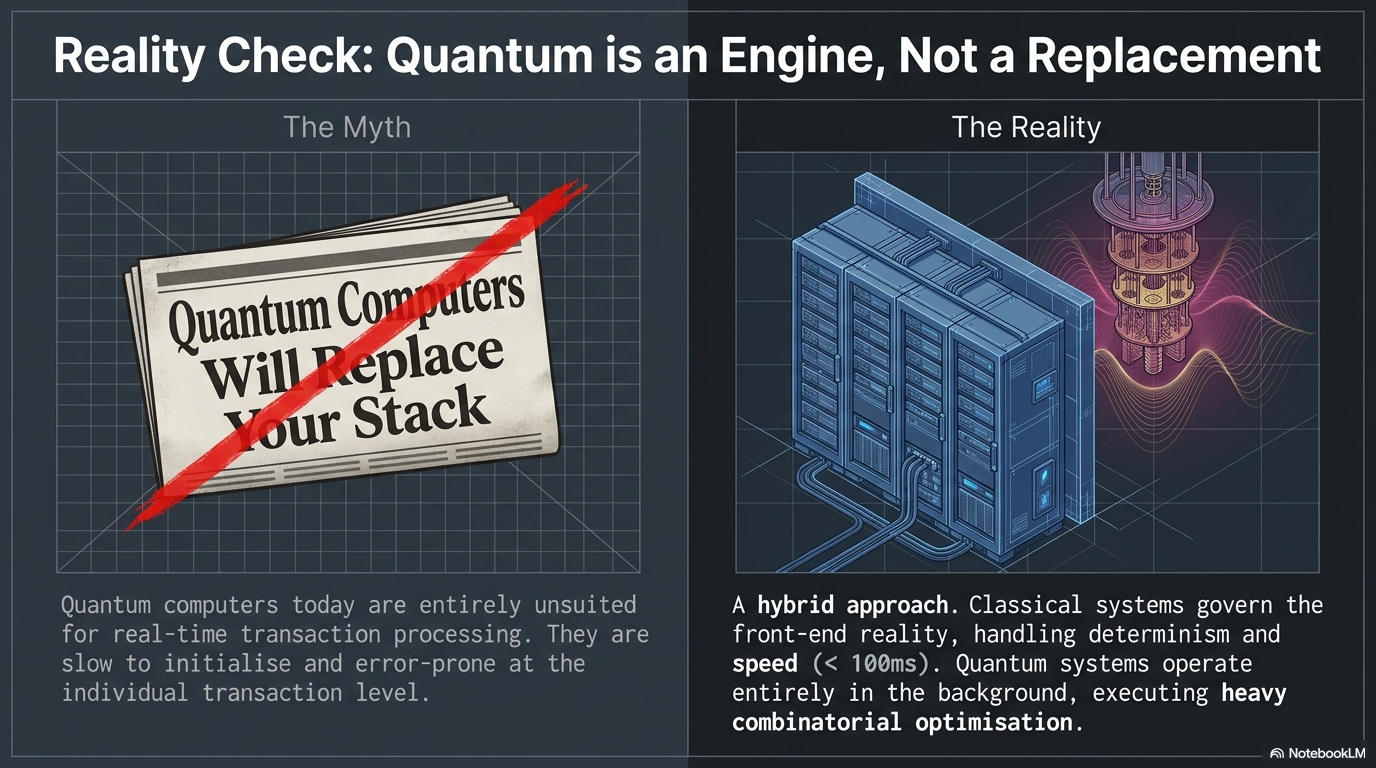 Reality Check: Quantum is an Engine, Not a Replacement
The Myth
Quantum Computers
Will Replace
Your Stack
Quantum computers today are entirely unsuited
for real-time transaction processing. They are
slow to initialise and error-prone at the
individual transaction level.
The Reality
A hybrid approach. Classical systems govern the
front-end reality, handling determinism and
speed (< 100ms). Quantum systems operate
entirely in the background, executing heavy
combinatorial optimisation.
NotebookLM